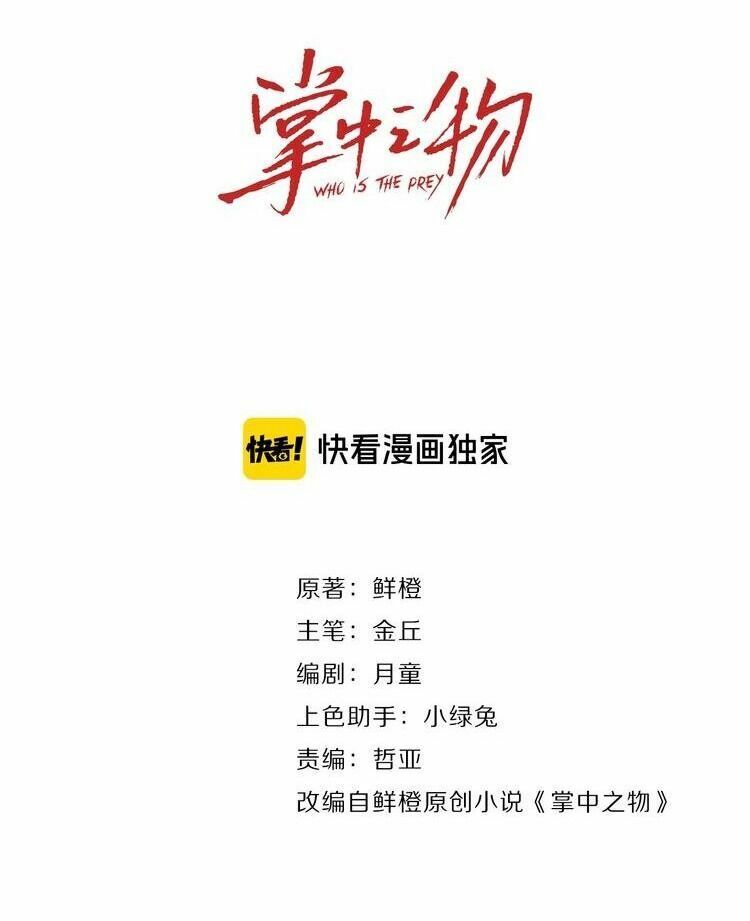 掌中之物
WHO IS THE PREY
快看! 快看漫画独家
原著：鲜橙
主笔：金丘
编剧：月童
上色助手：小绿兔
责编：哲亚
改编自鲜橙原创小说《掌中之物》